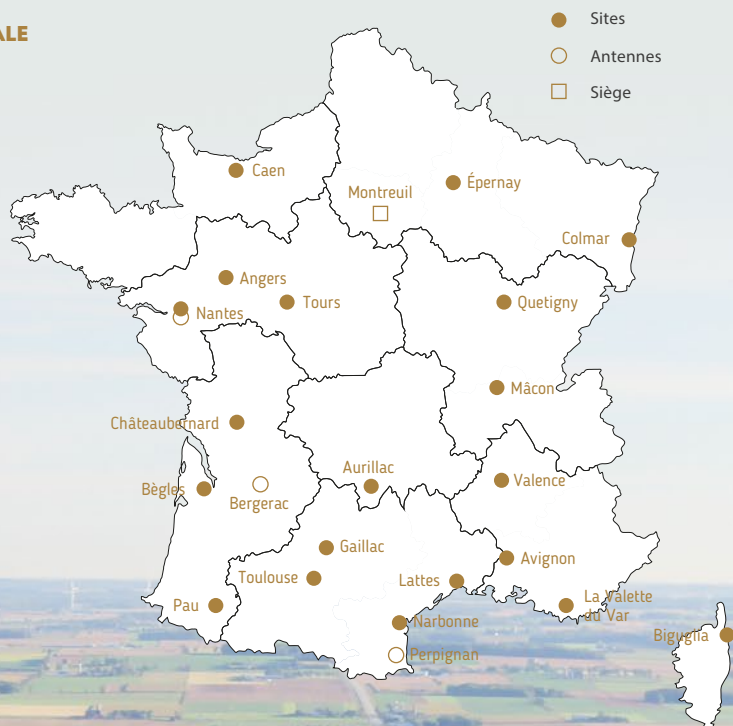 ALE
Sites
Antennes
Siège
Caen
Épernay
Montreuil
Colmar
Angers
Nantes
Tours
Quetigny
Mâcon
Châteaubernard
Aurillac
Valence
Bègles
Bergerac
Gaillac
Avignon
Toulouse
Lattes
Pau
La Valette
du Var
Narbonne
Biguglia
Perpignan